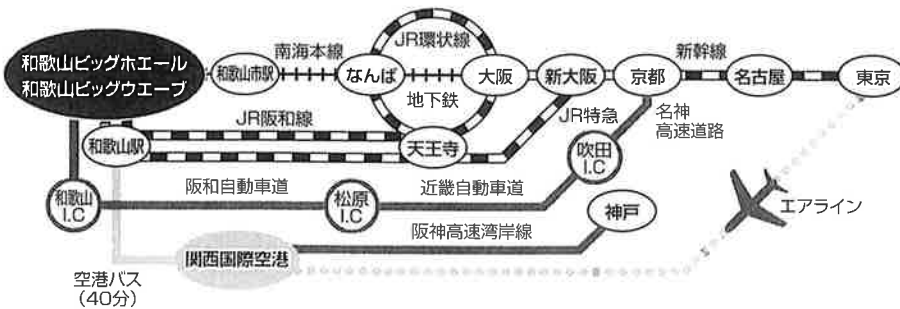 和歌山ビッグホエール
和歌山ビッグウエーブ
和歌山市駅
南海本線
なんば
JR環状線
地下鉄
大阪
新大阪
京都
新幹線
名古屋
東京
和歌山駅
JR阪和線
天王寺
JR特急
名神
高速道路
吹田
I.C
和歌山
I.C
阪和自動車道
松原
I.C
近畿自動車道
神戸
エアライン
関西国際空港
阪神高速湾岸線
空港バス
(40分)